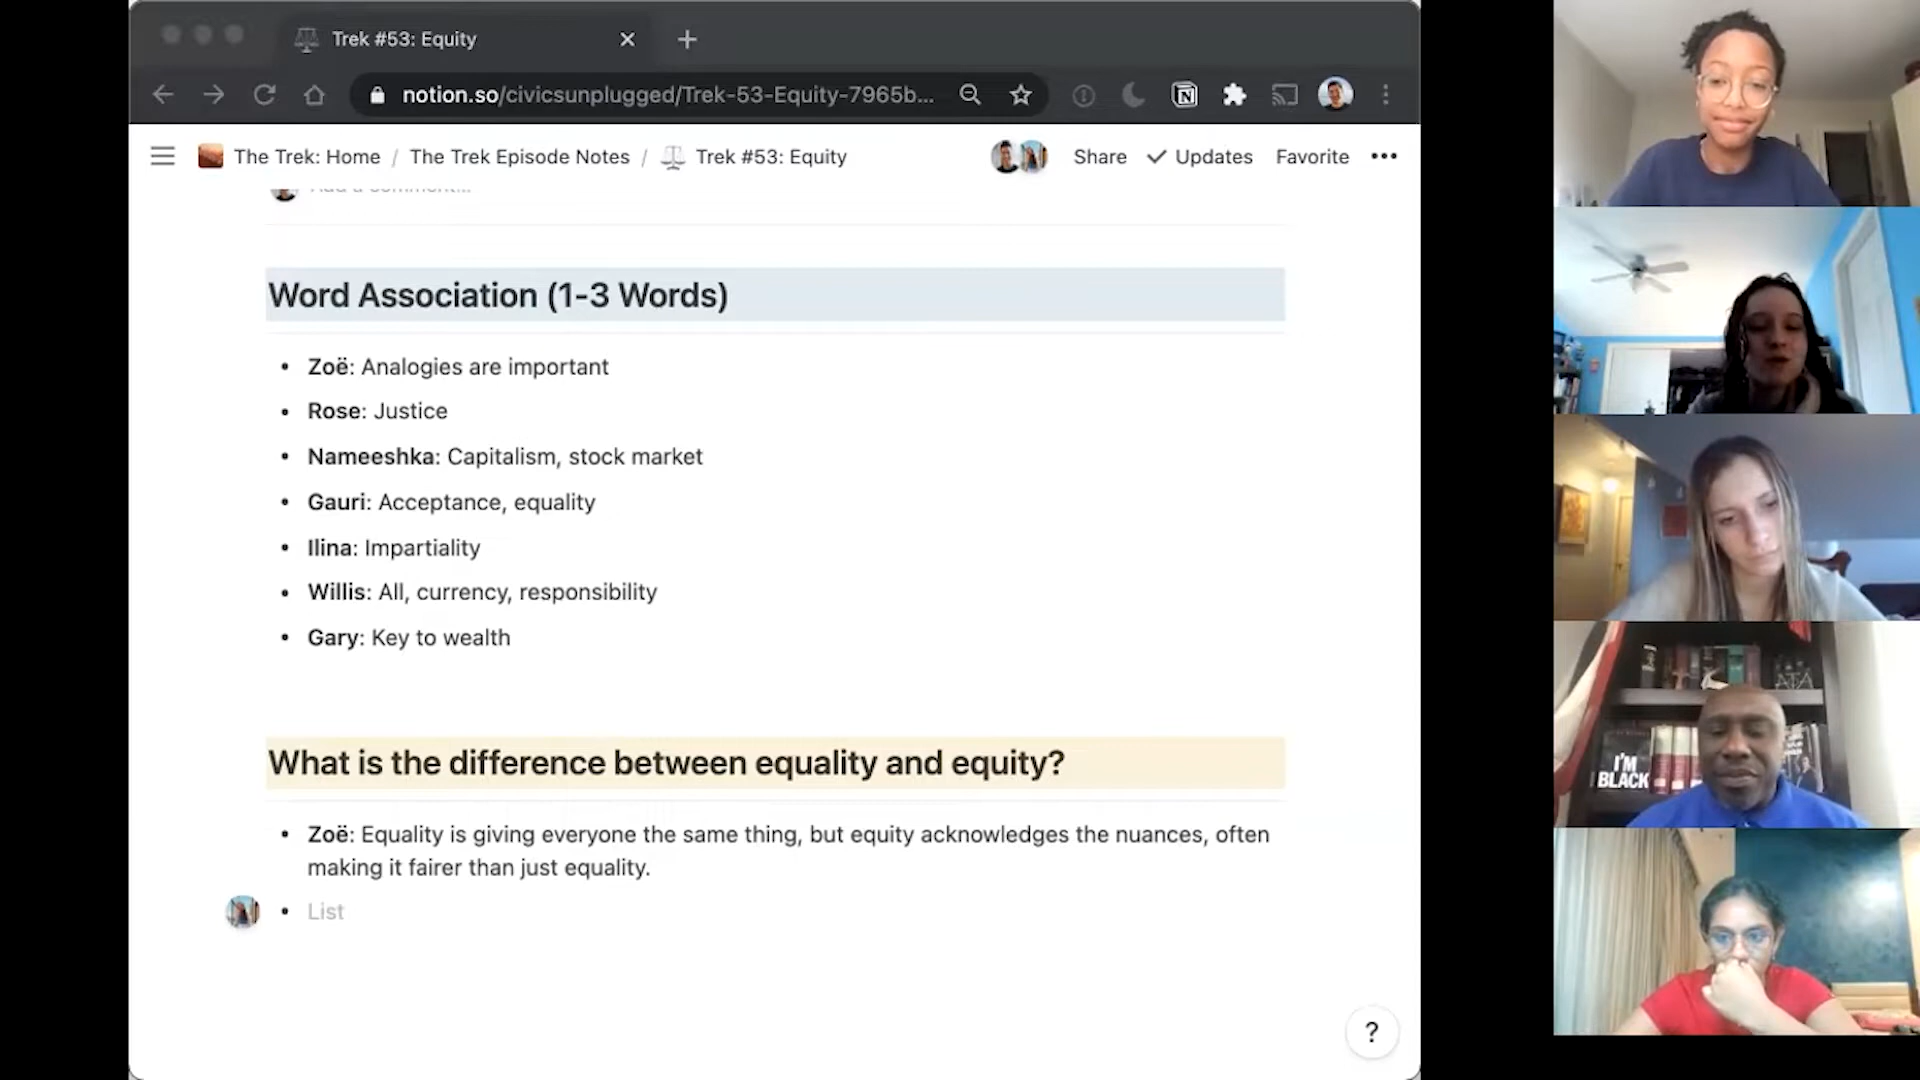 Trek #53: Equity
notion.so/civicsunplugged/Trek-53-Equity-7965b...
The Trek: Home / The Trek Episode Notes / Trek #53: Equity
Share
Updates
Favorite
Add a comment...
Word Association (1-3 Words)
• Zoë: Analogies are important
• Rose: Justice
• Nameeshka: Capitalism, stock market
• Gauri: Acceptance, equality
• Ilina: Impartiality
• Willis: All, currency, responsibility
• Gary: Key to wealth
What is the difference between equality and equity?
• Zoë: Equality is giving everyone the same thing, but equity acknowledges the nuances, often
making it fairer than just equality.
• List
?
I'M
BLACK